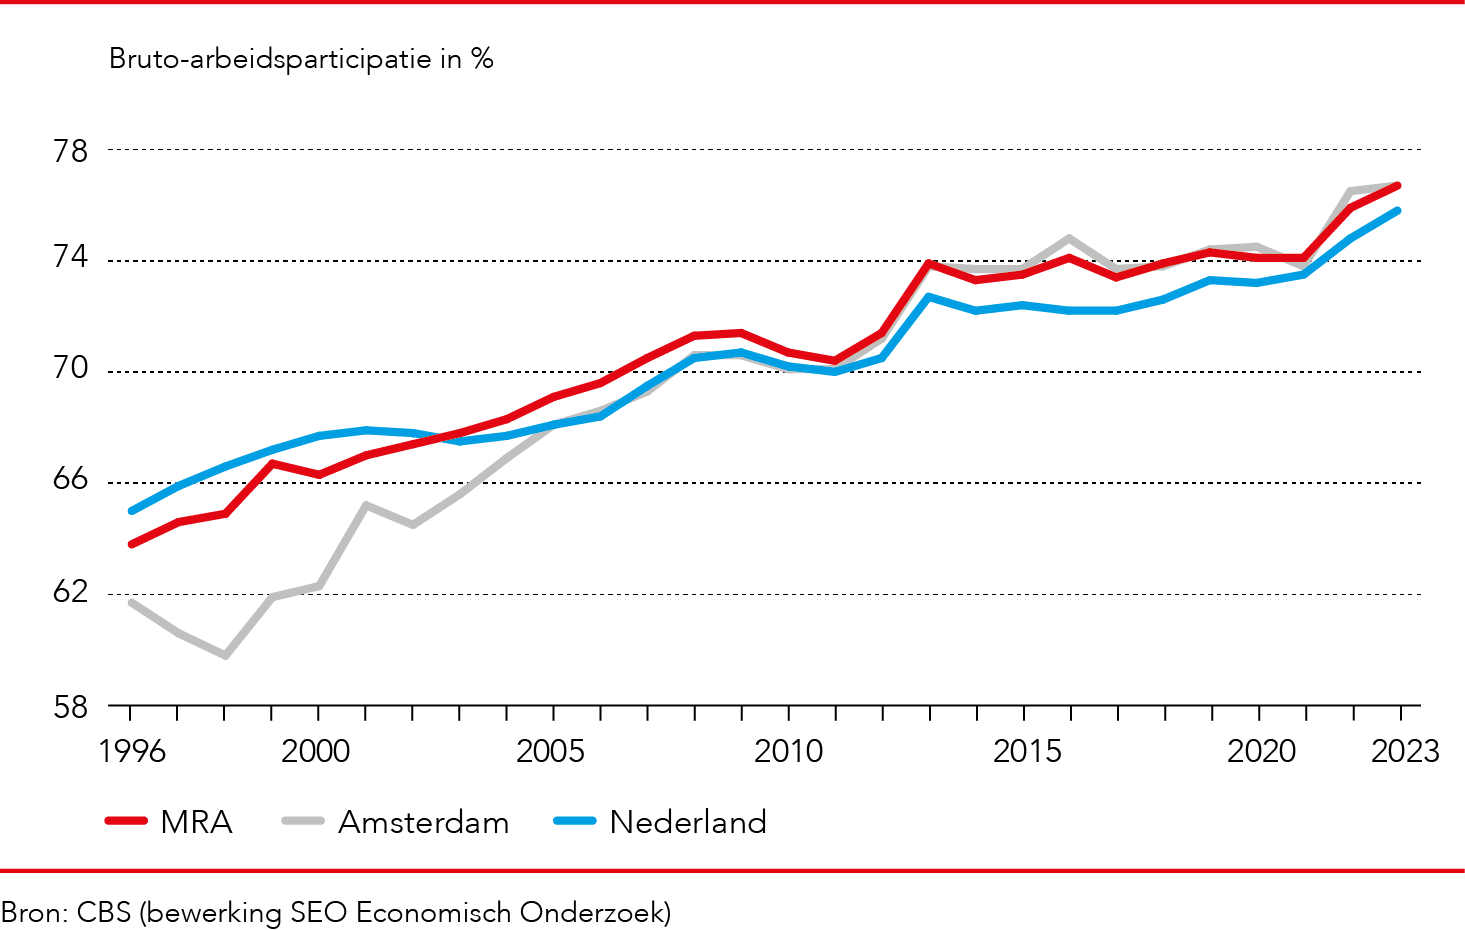 Bruto-arbeidsparticipatie in %
78
74
70
66
62
58
1996 2000 2005 2010 2015 2020 2023
MRA Amsterdam Nederland
Bron: CBS (bewerking SEO Economisch Onderzoek)